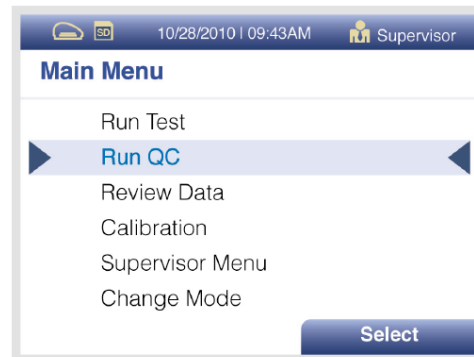 SD 10/28/2010 | 09:43AM Supervisor
Main Menu
Run Test
Run QC
Review Data
Calibration
Supervisor Menu
Change Mode
Select